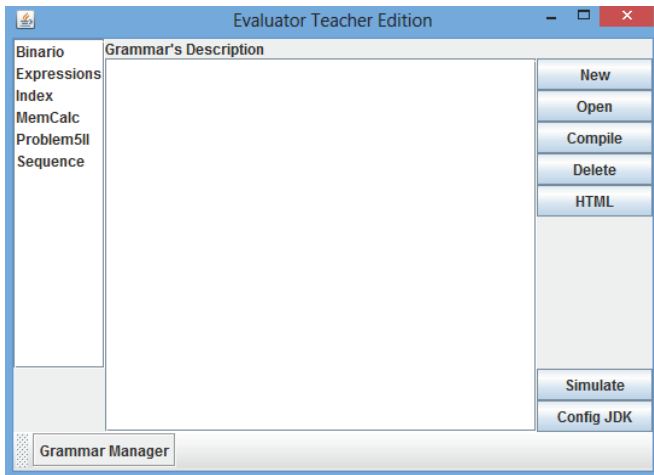 Evaluator Teacher Edition
Binario
Expressions
Index
MemCalc
Problem5II
Sequence
Grammar's Description
New
Open
Compile
Delete
HTML
Simulate
Config JDK
Grammar Manager